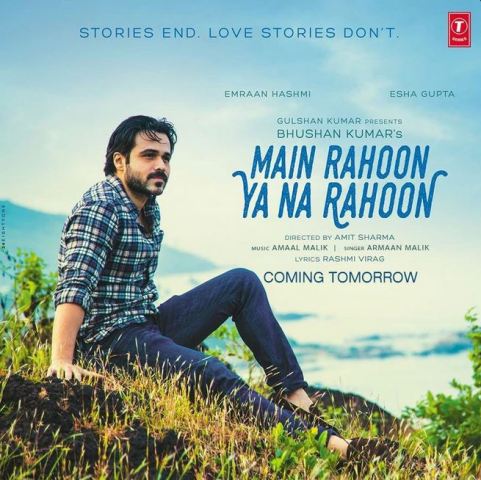 STORIES END. LOVE STORIES DON'T.
T
SERIES
EMRAAN HASHMI ESHA GUPTA
GULSHAN KUMAR PRESENTS
BHUSHAN KUMAR's
MAIN RAHOON
YA NA RAHOON
DIRECTED BY AMIT SHARMA
MUSIC AMAAL MALIK | SINGER ARMAAN MALIK
LYRICS RASHMI VIRAG
COMING TOMORROW